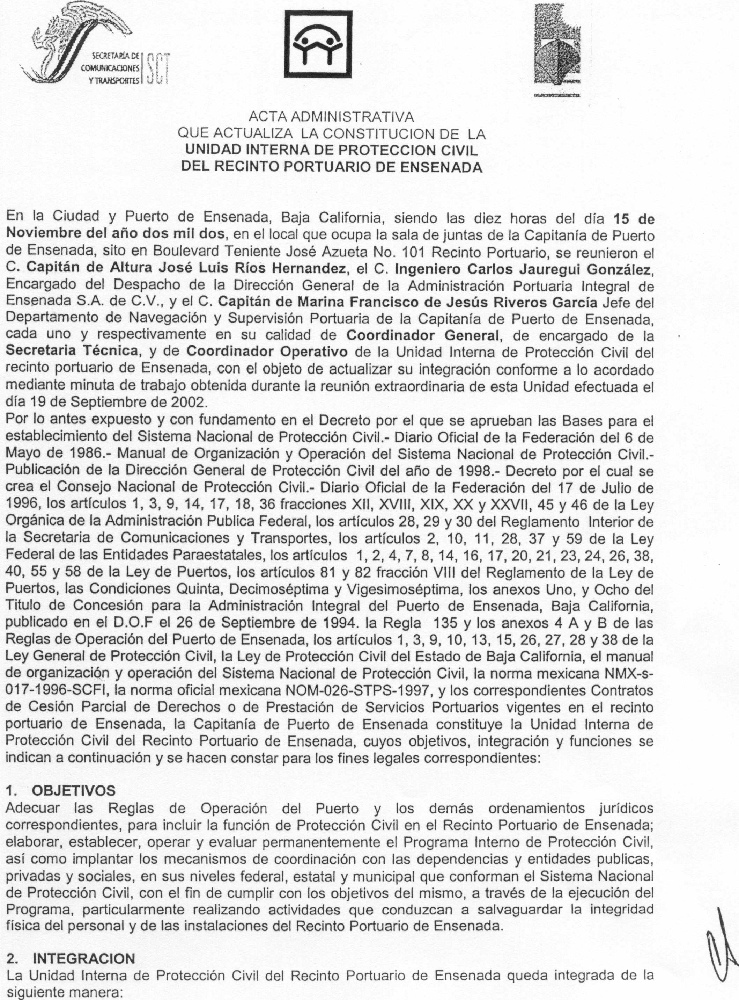 SECRETARÍA DE
COMUNICACIONES
Y TRANSPORTES
SCT
ACTA ADMINISTRATIVA
QUE ACTUALIZA LA CONSTITUCION DE LA
UNIDAD INTERNA DE PROTECCION CIVIL
DEL RECINTO PORTUARIO DE ENSENADA
En la Ciudad y Puerto de Ensenada, Baja California, siendo las diez horas del día 15 de
Noviembre del año dos mil dos, en el local que ocupa la sala de juntas de la Capitanía de Puerto
de Ensenada, sito en Boulevard Teniente José Azueta No. 101 Recinto Portuario, se reunieron el
C. Capitán de Altura José Luis Ríos Hernandez, el C. Ingeniero Carlos Jauregui González,
Encargado del Despacho de la Dirección General de la Administración Portuaria Integral de
Ensenada S.A. de C.V., y el C. Capitán de Marina Francisco de Jesús Riveros García Jefe del
Departamento de Navegación y Supervisión Portuaria de la Capitanía de Puerto de Ensenada,
cada uno y respectivamente en su calidad de Coordinador General, de encargado de la
Secretaria Técnica, y de Coordinador Operativo de la Unidad Interna de Protección Civil del
recinto portuario de Ensenada, con el objeto de actualizar su integración conforme a lo acordado
mediante minuta de trabajo obtenida durante la reunión extraordinaria de esta Unidad efectuada el
día 19 de Septiembre de 2002.
Por lo antes expuesto y con fundamento en el Decreto por el que se aprueban las Bases para el
establecimiento del Sistema Nacional de Protección Civil.- Diario Oficial de la Federación del 6 de
Mayo de 1986.- Manual de Organización y Operación del Sistema Nacional de Protección Civil.-
Publicación de la Dirección General de Protección Civil del año de 1998.- Decreto por el cual se
crea el Consejo Nacional de Protección Civil.- Diario Oficial de la Federación del 17 de Julio de
1996, los artículos 1, 3, 9, 14, 17, 18, 36 fracciones XII, XVIII, XIX, XX y XXVII, 45 y 46 de la Ley
Orgánica de la Administración Publica Federal, los artículos 28, 29 y 30 del Reglamento Interior de
la Secretaria de Comunicaciones y Transportes, los artículos 2, 10, 11, 28, 37 y 59 de la Ley
Federal de las Entidades Paraestatales, los artículos 1, 2, 4, 7, 8, 14, 16, 17, 20, 21, 23, 24, 26, 38,
40, 55 y 58 de la Ley de Puertos, los artículos 81 y 82 fracción VIII del Reglamento de la Ley de
Puertos, las Condiciones Quinta, Decimoséptima y Vigesimoséptima, los anexos Uno, y Ocho del
Titulo de Concesión para la Administración Integral del Puerto de Ensenada, Baja California,
publicado en el D.O.F el 26 de Septiembre de 1994. la Regla 135 y los anexos 4 A y B de las
Reglas de Operación del Puerto de Ensenada, los artículos 1, 3, 9, 10, 13, 15, 26, 27, 28 y 38 de la
Ley General de Protección Civil, la Ley de Protección Civil del Estado de Baja California, el manual
de organización y operación del Sistema Nacional de Protección Civil, la norma mexicana NMX-s-
017-1996-SCFI, la norma oficial mexicana NOM-026-STPS-1997, y los correspondientes Contratos
de Cesión Parcial de Derechos o de Prestación de Servicios Portuarios vigentes en el recinto
portuario de Ensenada, la Capitanía de Puerto de Ensenada constituye la Unidad Interna de
Protección Civil del Recinto Portuario de Ensenada, cuyos objetivos, integración y funciones se
indican a continuación y se hacen constar para los fines legales correspondientes:
1. OBJETIVOS
Adecuar las Reglas de Operación del Puerto y los demás ordenamientos jurídicos
correspondientes, para incluir la función de Protección Civil en el Recinto Portuario de Ensenada;
elaborar, establecer, operar y evaluar permanentemente el Programa Interno de Protección Civil,
así como implantar los mecanismos de coordinación con las dependencias y entidades publicas,
privadas y sociales, en sus niveles federal, estatal y municipal que conforman el Sistema Nacional
de Protección Civil, con el fin de cumplir con los objetivos del mismo, a través de la ejecución del
Programa, particularmente realizando actividades que conduzcan a salvaguardar la integridad
física del personal y de las instalaciones del Recinto Portuario de Ensenada.
2. INTEGRACION
La Unidad Interna de Protección Civil del Recinto Portuario de Ensenada queda integrada de la
siguiente manera: